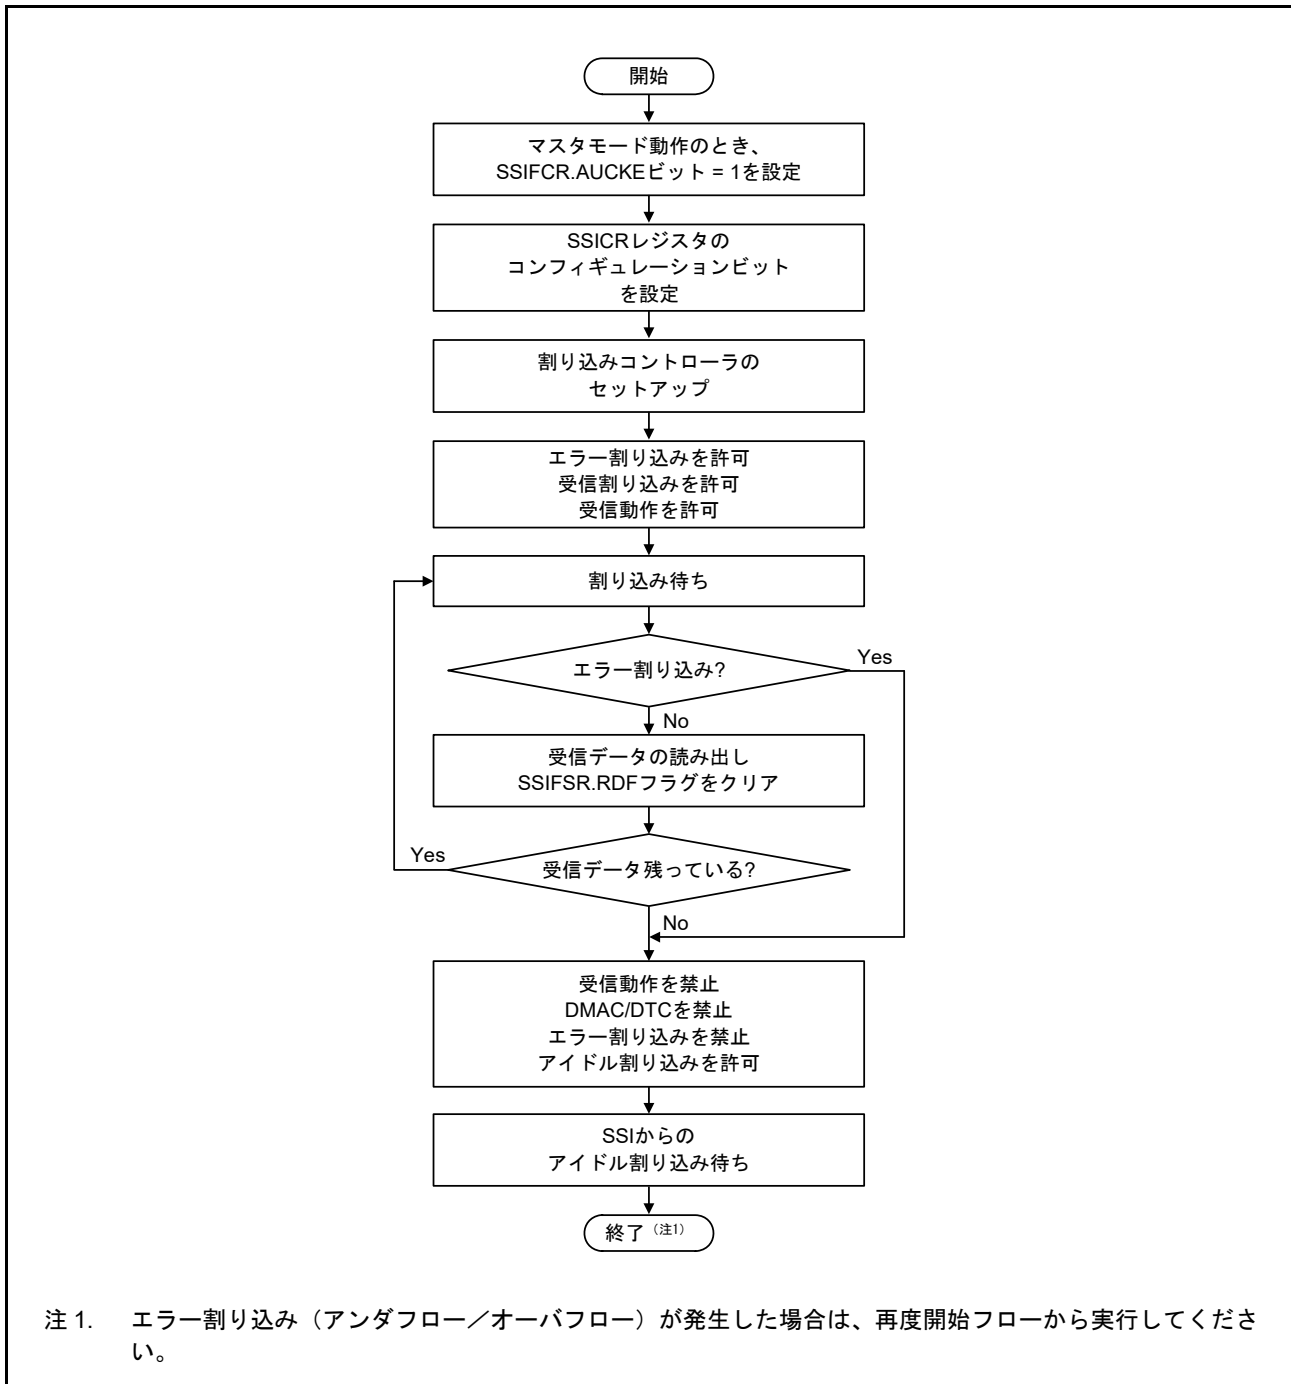 開始
マスタモード動作のとき、
SSIFCR.AUCKEビット = 1を設定
SSICRレジスタの
コンフィギュレーションビット
を設定
割り込みコントローラの
セットアップ
エラー割り込みを許可
受信割り込みを許可
受信動作を許可
割り込み待ち
エラー割り込み?
Yes
No
受信データの読み出し
SSIFSR.RDFフラグをクリア
Yes
受信データ残っている?
No
受信動作を禁止
DMAC/DTCを禁止
エラー割り込みを禁止
アイドル割り込みを許可
SSIからの
アイドル割り込み待ち
終了（注1）
注 1. エラー割り込み（アンダフロー／オーバフロー）が発生した場合は、再度開始フローから実行してくださ
い。